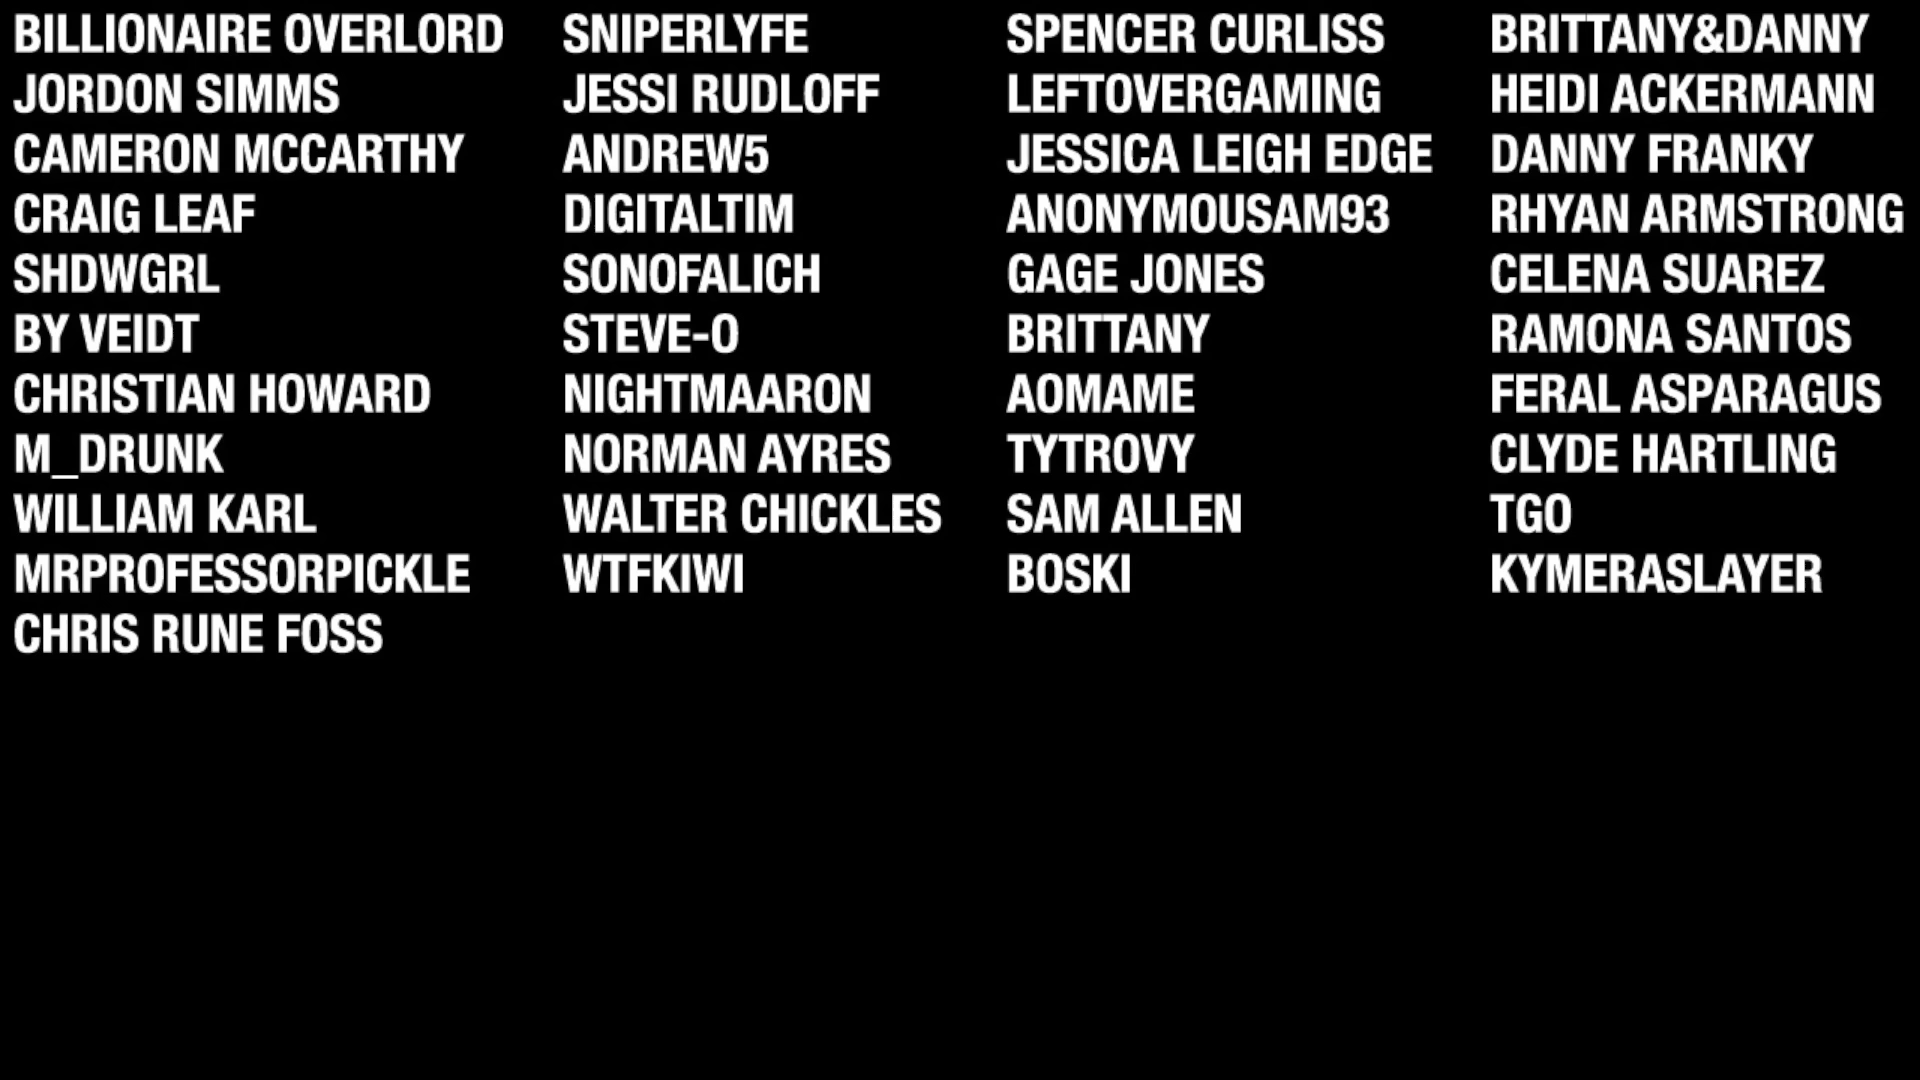 BILLIONAIRE OVERLORD
JORDON SIMMS
CAMERON MCCARTHY
CRAIG LEAF
SHDWGRL
BY VEIDT
CHRISTIAN HOWARD
M_DRUNK
WILLIAM KARL
MRPROFESSORPICKLE
CHRIS RUNE FOSS
SNIPERLYFE
JESSI RUDLOFF
ANDREW5
DIGITALTIM
SONOFALICH
STEVE-O
NIGHTMAARON
NORMAN AYRES
WALTER CHICKLES
WTFKIWI
SPENCER CURLISS
LEFTOVERGAMING
JESSICA LEIGH EDGE
ANONYMOUSAM93
GAGE JONES
BRITTANY
AOMAME
TYTROVY
SAM ALLEN
BOSKI
BRITTANY&DANNY
HEIDI ACKERMANN
DANNY FRANKY
RHYAN ARMSTRONG
CELENA SUAREZ
RAMONA SANTOS
FERAL ASPARAGUS
CLYDE HARTLING
TGO
KYMERASLAYER